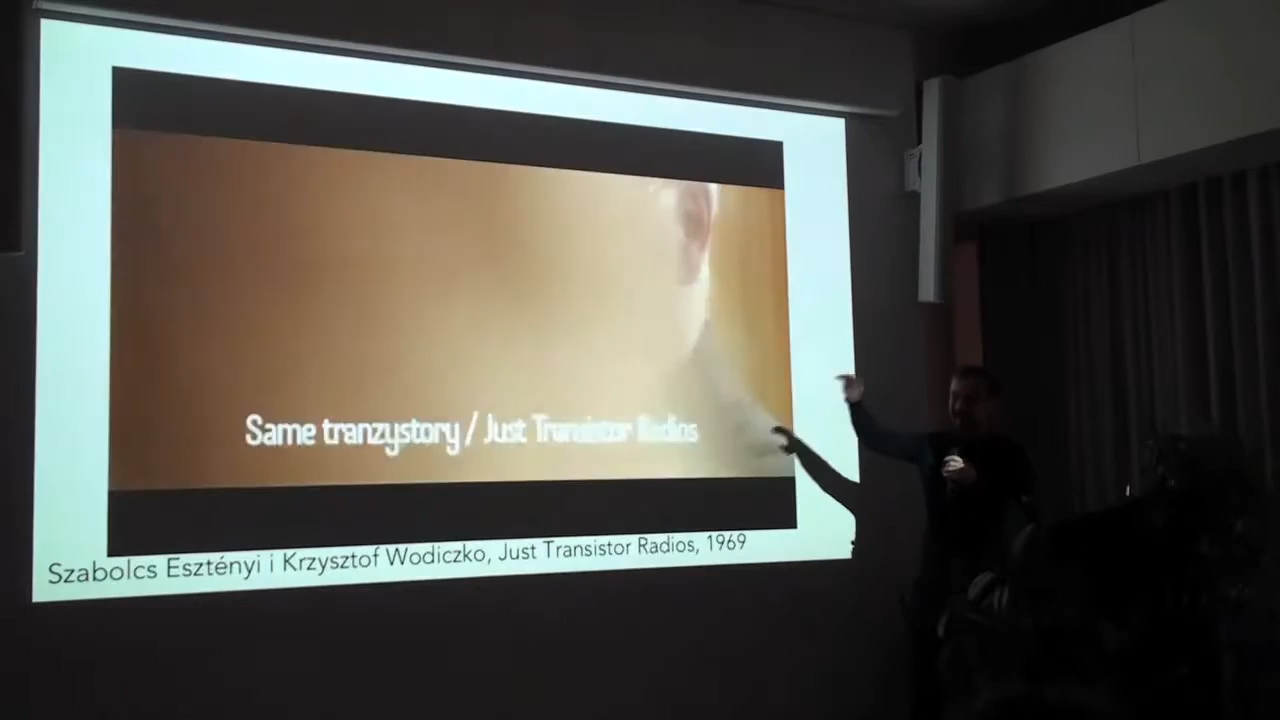 Same tranzystory / Just Transistor Radios
Szabolcs Esztényi i Krzysztof Wodiczko, Just Transistor Radios, 1969